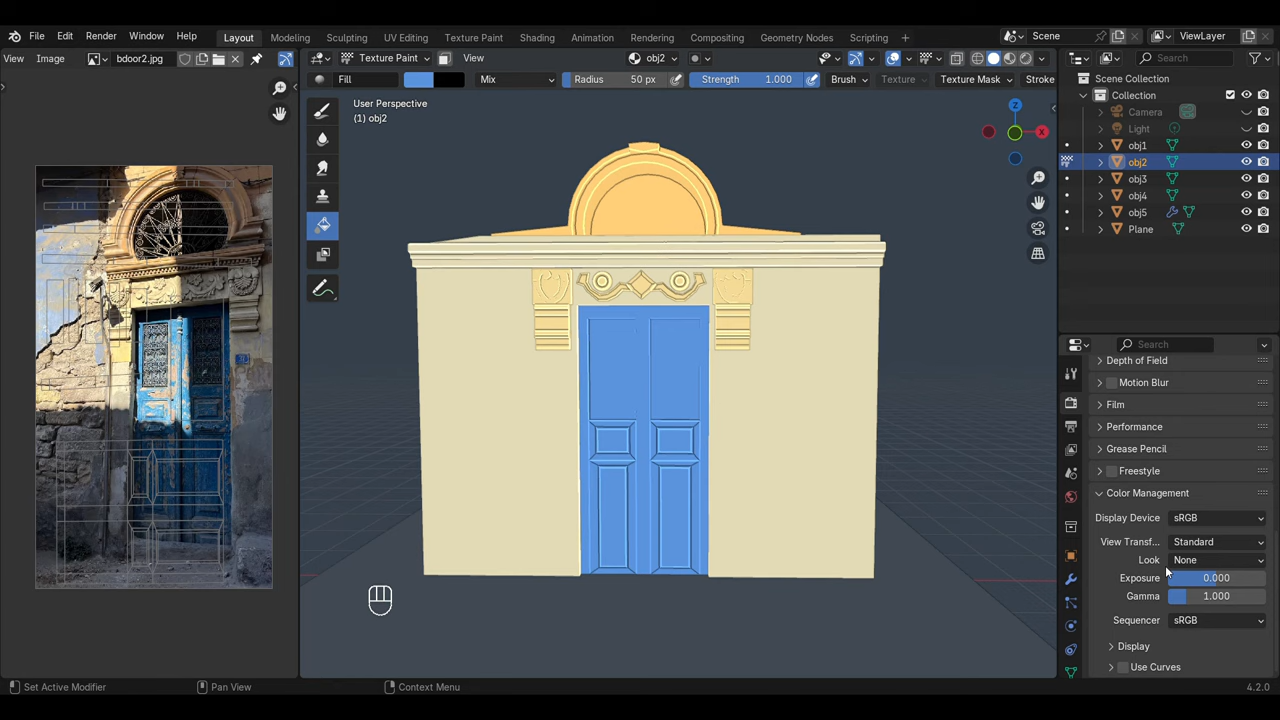 File Edit Render Window Help Layout Modeling Sculpting UV Editing Texture Paint Shading Animation Rendering Compositing Geometry Nodes Scripting Scene ViewLayer
View Image bdoor2.jpg Texture Paint View obj2 Search
Fill Mix Radius 50 px Strength 1.000 Brush Texture Texture Mask Stroke
Scene Collection
Collection
Camera
Light
obj1
obj2
obj3
obj4
obj5
Plane
User Perspective
(1) obj2
Z
X
Search
Depth of Field
Motion Blur
Film
Performance
Grease Pencil
Freestyle
Color Management
Display Device sRGB
View Transf... Standard
Look None
Exposure 0.000
Gamma 1.000
Sequencer sRGB
Display
Use Curves
Set Active Modifier Pan View Context Menu 4.2.0